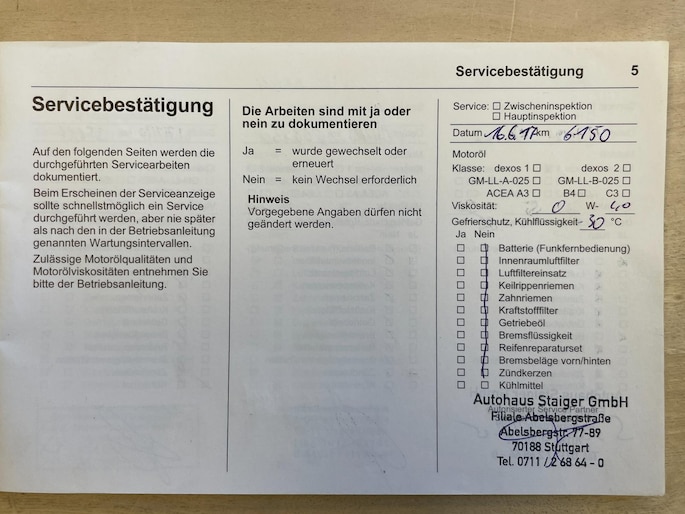 Servicebestätigung 5
Servicebestätigung
Auf den folgenden Seiten werden die
durchgeführten Servicearbeiten
dokumentiert.
Beim Erscheinen der Serviceanzeige
sollte schnellstmöglich ein Service
durchgeführt werden, aber nie später
als nach den in der Betriebsanleitung
genannten Wartungsintervallen.
Zulässige Motorölqualitäten und
Motorölviskositäten entnehmen Sie
bitte der Betriebsanleitung.
Die Arbeiten sind mit ja oder
nein zu dokumentieren
Ja = wurde gewechselt oder
erneuert
Nein = kein Wechsel erforderlich
Hinweis
Vorgegebene Angaben dürfen nicht
geändert werden.
Service: ☐ Zwischeninspektion
☐ Hauptinspektion
Datum 16.6.17 km 6150
Motoröl
Klasse: dexos 1 ☐ dexos 2 ☐
GM-LL-A-025 ☐ GM-LL-B-025 ☐
ACEA A3 ☐ B4 ☐ C3 ☐
Viskosität: 0 W- 40
Gefrierschutz, Kühlflüssigkeit - 30 °C
Ja Nein
☐ ☐ Batterie (Funkfernbedienung)
☐ ☐ Innenraumluftfilter
☐ ☐ Luftfiltereinsatz
☐ ☐ Keilrippenriemen
☐ ☐ Zahnriemen
☐ ☐ Kraftstofffilter
☐ ☐ Getriebeöl
☐ ☐ Bremsflüssigkeit
☐ ☐ Reifenreparaturset
☐ ☐ Bremsbeläge vorn/hinten
☐ ☐ Zündkerzen
☐ ☐ Kühlmittel
Autohaus Staiger GmbH
Autorisierter Service Partner
Filiale Abelsbergstraße
Abelsbergstr. 77-89
70188 Stuttgart
Tel. 0711 / 2 68 64 - 0